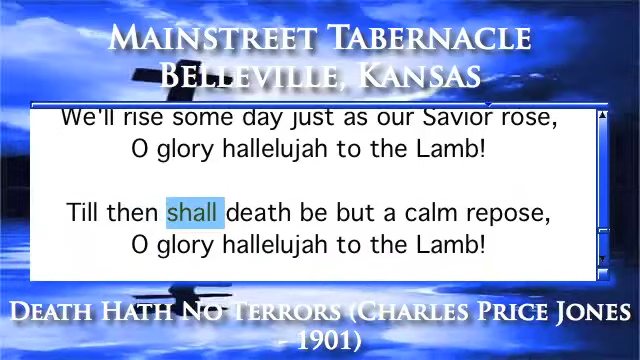 Mainstreet Tabernacle
Belleville, Kansas
We'll rise some day just as our Savior rose,
O glory hallelujah to the Lamb!
Till then shall death be but a calm repose,
O glory hallelujah to the Lamb!
Death Hath No Terrors (Charles Price Jones
- 1901)